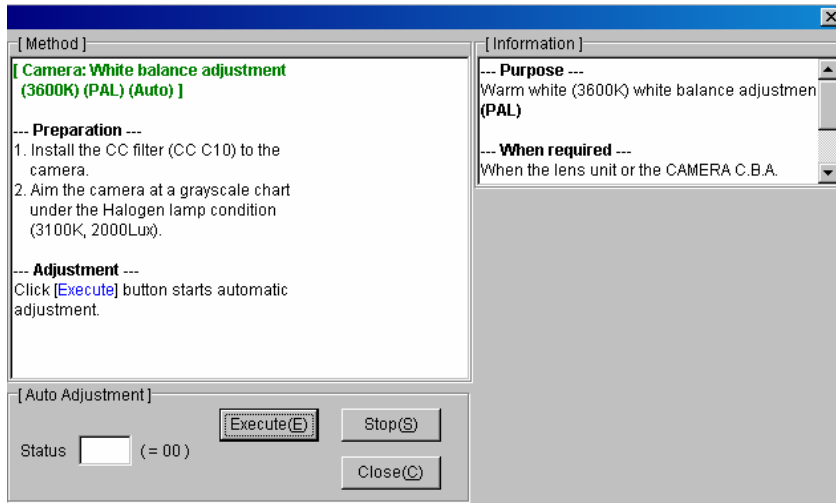 [ Method ]
[ Camera: White balance adjustment
(3600K) (PAL) (Auto) ]
--- Preparation ---
1. Install the CC filter (CC C10) to the
camera.
2. Aim the camera at a grayscale chart
under the Halogen lamp condition
(3100K, 2000Lux).
--- Adjustment ---
Click [Execute] button starts automatic
adjustment.
[ Information ]
--- Purpose ---
Warm white (3600K) white balance adjustmen
(PAL)
--- When required ---
When the lens unit or the CAMERA C.B.A.
[ Auto Adjustment ]
Execute(E)
Stop(S)
Status
( = 00 )
Close(C)